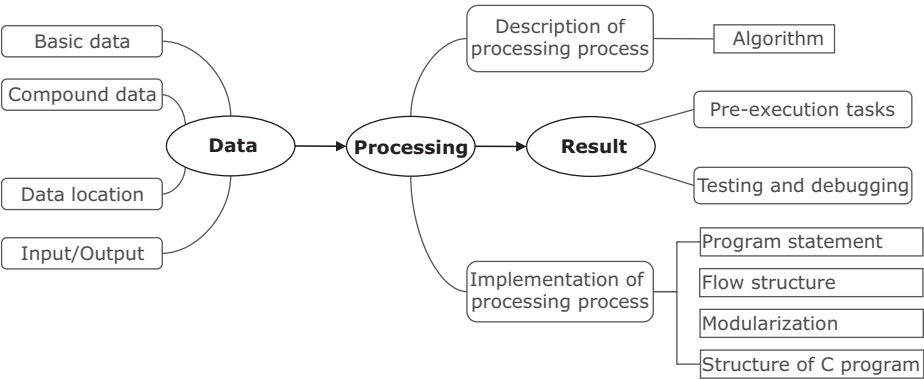 Basic data
Compound data
Data location
Input/Output
Data
Processing
Result
Description of
processing process
Algorithm
Pre-execution tasks
Testing and debugging
Implementation of
processing process
Program statement
Flow structure
Modularization
Structure of C program